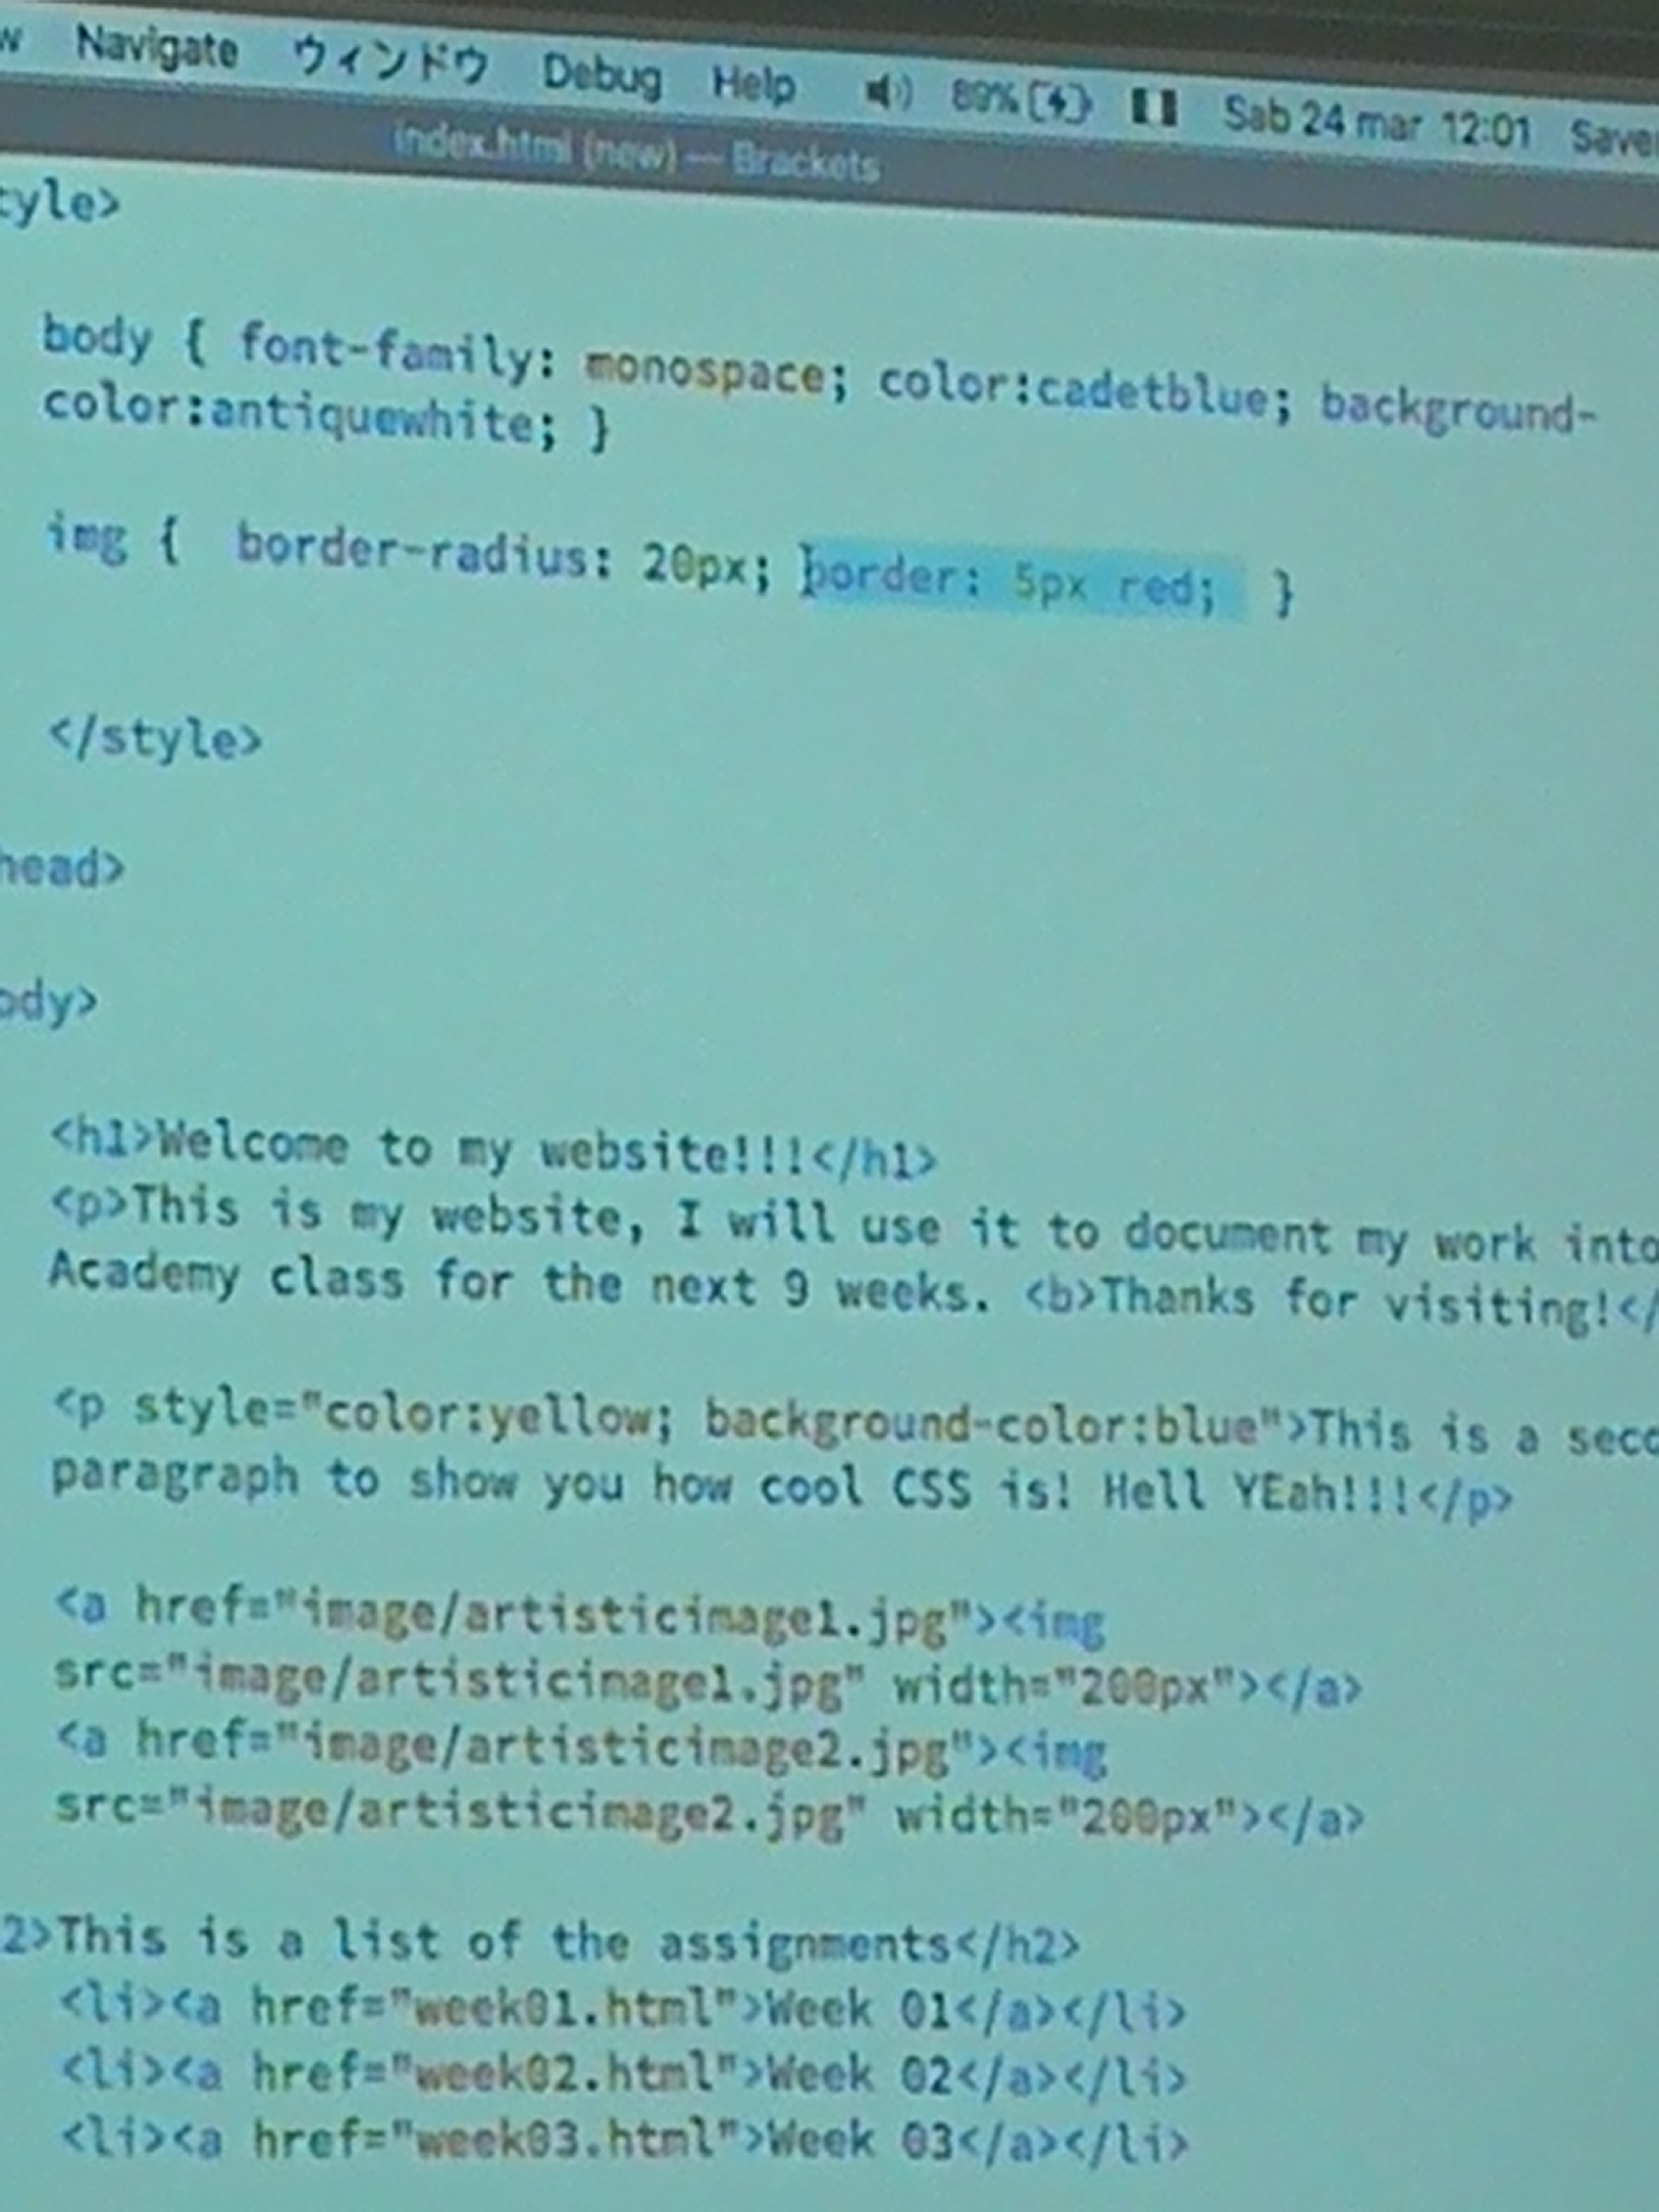 Navigate ウィンドウ Debug Help 89% Sab 24 mar 12:01
index.html (new) — Brackets
tyle>
body { font-family: monospace; color:cadetblue; background-
color:antiquewhite; }
img {  border-radius: 20px; border: 5px red;  }
</style>
head>
ody>
<h1>Welcome to my website!!!</h1>
<p>This is my website, I will use it to document my work into
Academy class for the next 9 weeks. <b>Thanks for visiting!</
<p style="color:yellow; background-color:blue">This is a seco
paragraph to show you how cool CSS is! Hell YEah!!!</p>
<a href="image/artisticimage1.jpg"><img
src="image/artisticimage1.jpg" width="200px"></a>
<a href="image/artisticimage2.jpg"><img
src="image/artisticimage2.jpg" width="200px"></a>
2>This is a list of the assignments</h2>
<li><a href="week01.html">Week 01</a></li>
<li><a href="week02.html">Week 02</a></li>
<li><a href="week03.html">Week 03</a></li>